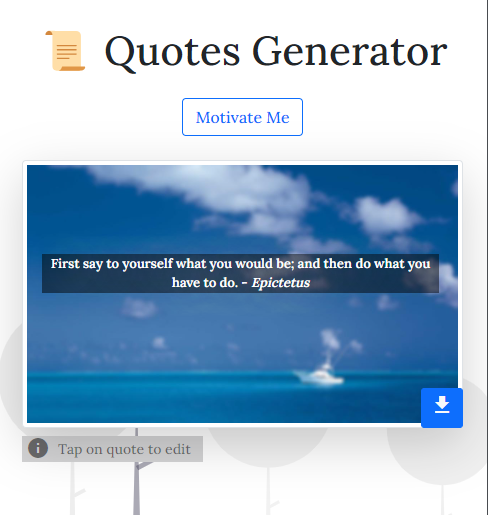 Quotes Generator
Motivate Me
First say to yourself what you would be; and then do what you
have to do. - Epictetus
Tap on quote to edit